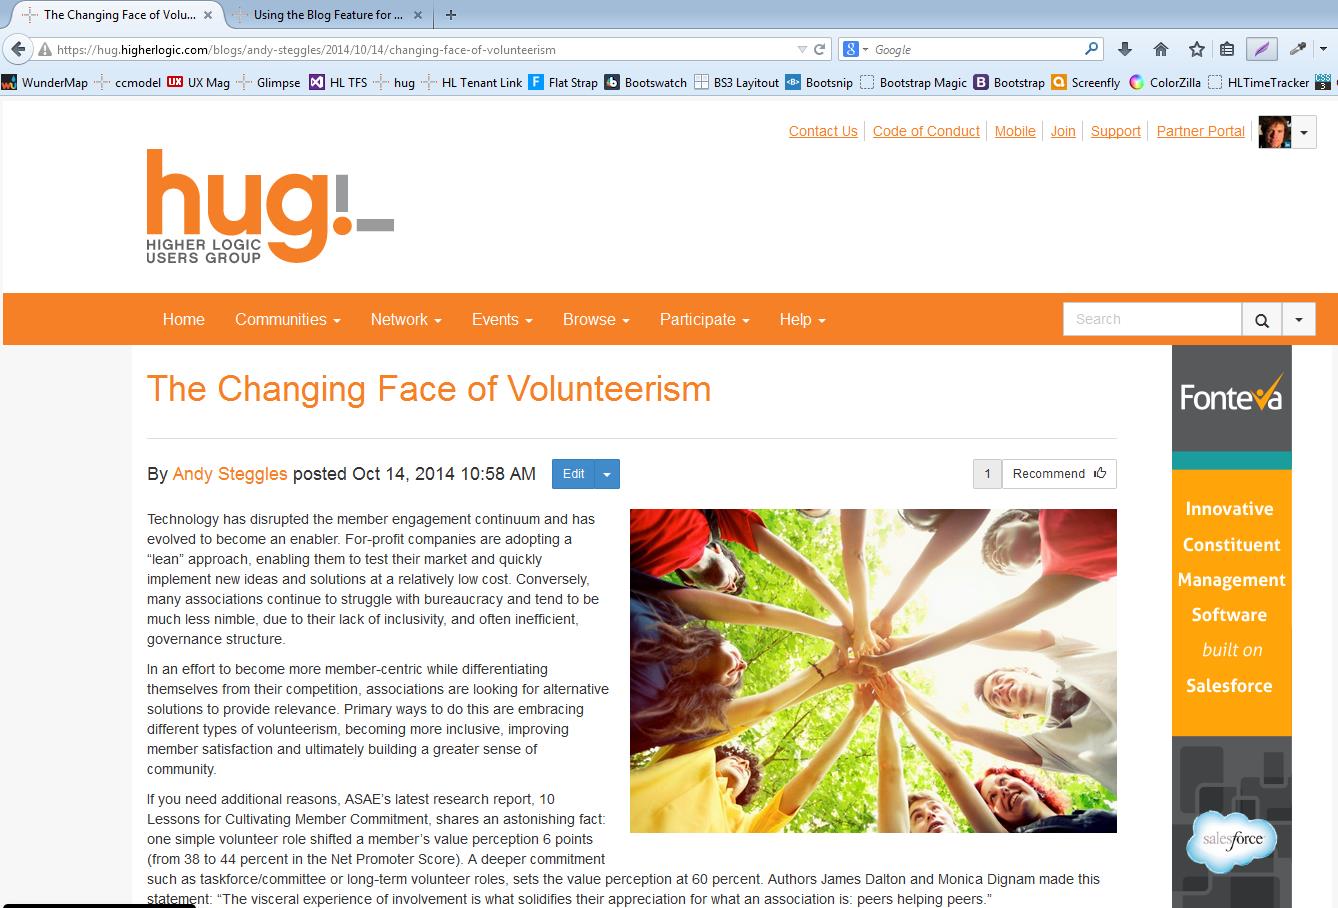 The Changing Face of Volu...
Using the Blog Feature for ...
https://hug.higherlogic.com/blogs/andy-steggles/2014/10/14/changing-face-of-volunteerism
Google
WunderMap ccmodel UX Mag Glimpse HL TFS hug HL Tenant Link Flat Strap Bootswatch BS3 Layitout Bootsnip Bootstrap Magic Bootstrap Screenfly ColorZilla HLTimeTracker
Contact Us Code of Conduct Mobile Join Support Partner Portal
hug!
HIGHER LOGIC
USERS GROUP
Home Communities Network Events Browse Participate Help
Search
The Changing Face of Volunteerism
By Andy Steggles posted Oct 14, 2014 10:58 AM
Edit
1 Recommend
Technology has disrupted the member engagement continuum and has
evolved to become an enabler. For-profit companies are adopting a
“lean” approach, enabling them to test their market and quickly
implement new ideas and solutions at a relatively low cost. Conversely,
many associations continue to struggle with bureaucracy and tend to be
much less nimble, due to their lack of inclusivity, and often inefficient,
governance structure.
In an effort to become more member-centric while differentiating
themselves from their competition, associations are looking for alternative
solutions to provide relevance. Primary ways to do this are embracing
different types of volunteerism, becoming more inclusive, improving
member satisfaction and ultimately building a greater sense of
community.
If you need additional reasons, ASAE’s latest research report, 10
Lessons for Cultivating Member Commitment, shares an astonishing fact:
one simple volunteer role shifted a member’s value perception 6 points
(from 38 to 44 percent in the Net Promoter Score). A deeper commitment
such as taskforce/committee or long-term volunteer roles, sets the value perception at 60 percent. Authors James Dalton and Monica Dignam made this
statement: “The visceral experience of involvement is what solidifies their appreciation for what an association is: peers helping peers.”
Fonteva
Innovative
Constituent
Management
Software
built on
Salesforce
salesforce